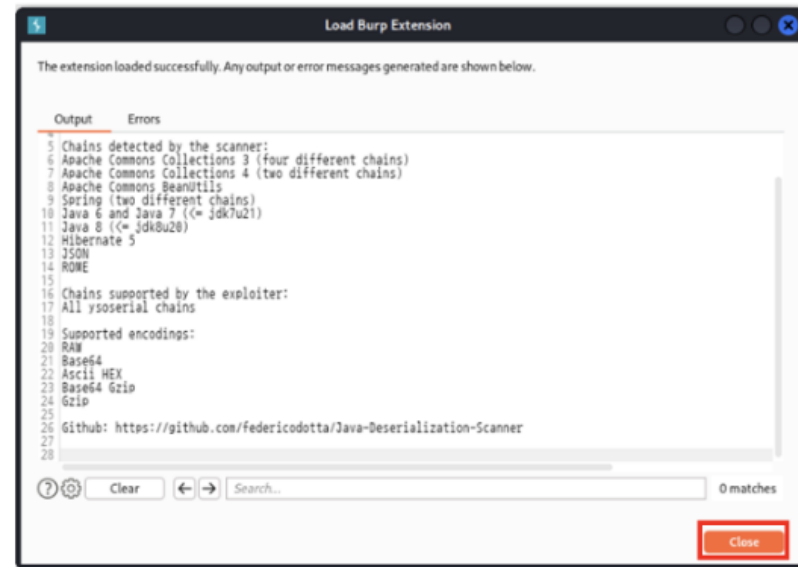 Load Burp Extension
The extension loaded successfully. Any output or error messages generated are shown below.
Output Errors
5 Chains detected by the scanner:
6 Apache Commons Collections 3 (four different chains)
7 Apache Commons Collections 4 (two different chains)
8 Apache Commons BeanUtils
9 Spring (two different chains)
10 Java 6 and Java 7 (<= jdk7u21)
11 Java 8 (<= jdk8u20)
12 Hibernate 5
13 JSON
14 ROME
15
16 Chains supported by the exploiter:
17 All ysoserial chains
18
19 Supported encodings:
20 RAW
21 Base64
22 Ascii HEX
23 Base64 Gzip
24 Gzip
25
26 Github: https://github.com/federicodotta/Java-Deserialization-Scanner
27
28
Clear Search... 0 matches
Close